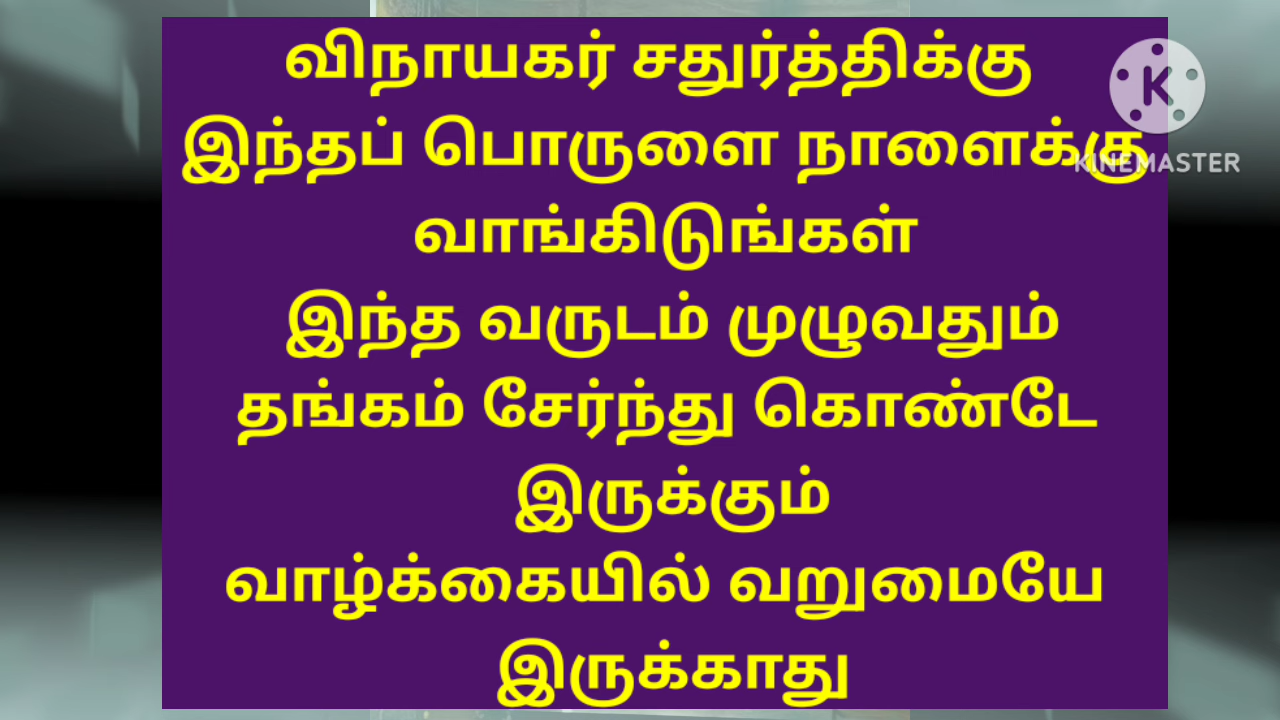 விநாயகர் சதுர்த்திக்கு
இந்தப் பொருளை நாளைக்கு
வாங்கிடுங்கள்
இந்த வருடம் முழுவதும்
தங்கம் சேர்ந்து கொண்டே
இருக்கும்
வாழ்க்கையில் வறுமையே
இருக்காது
K
KINEMASTER